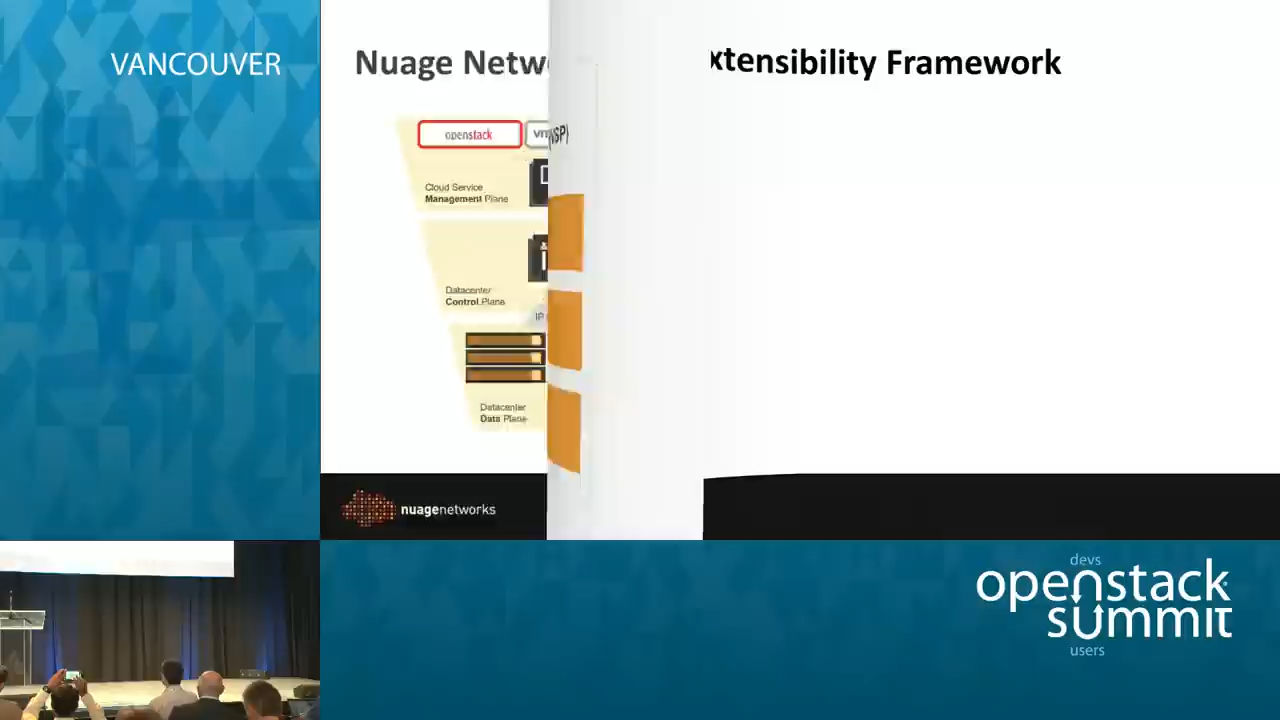 VANCOUVER
Nuage Netw
xtensibility Framework
openstack
Cloud Service
Management Plane
Datacenter
Control Plane
IP
Datacenter
Data Plane
nuagenetworks
devs
openstack
summit
users